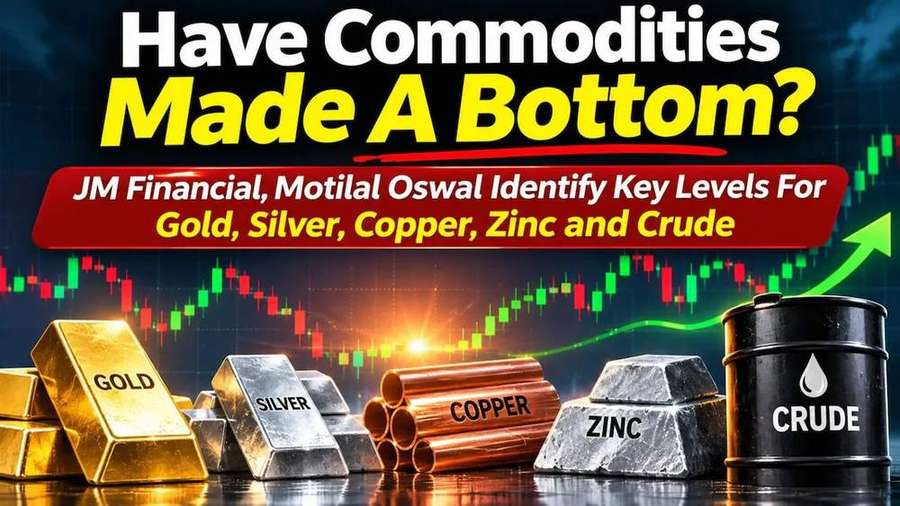 Have Commodities
Made A Bottom?
JM Financial, Motilal Oswal Identify Key Levels For
Gold, Silver, Copper, Zinc and Crude
GOLD
SILVER
COPPER
ZINC
CRUDE